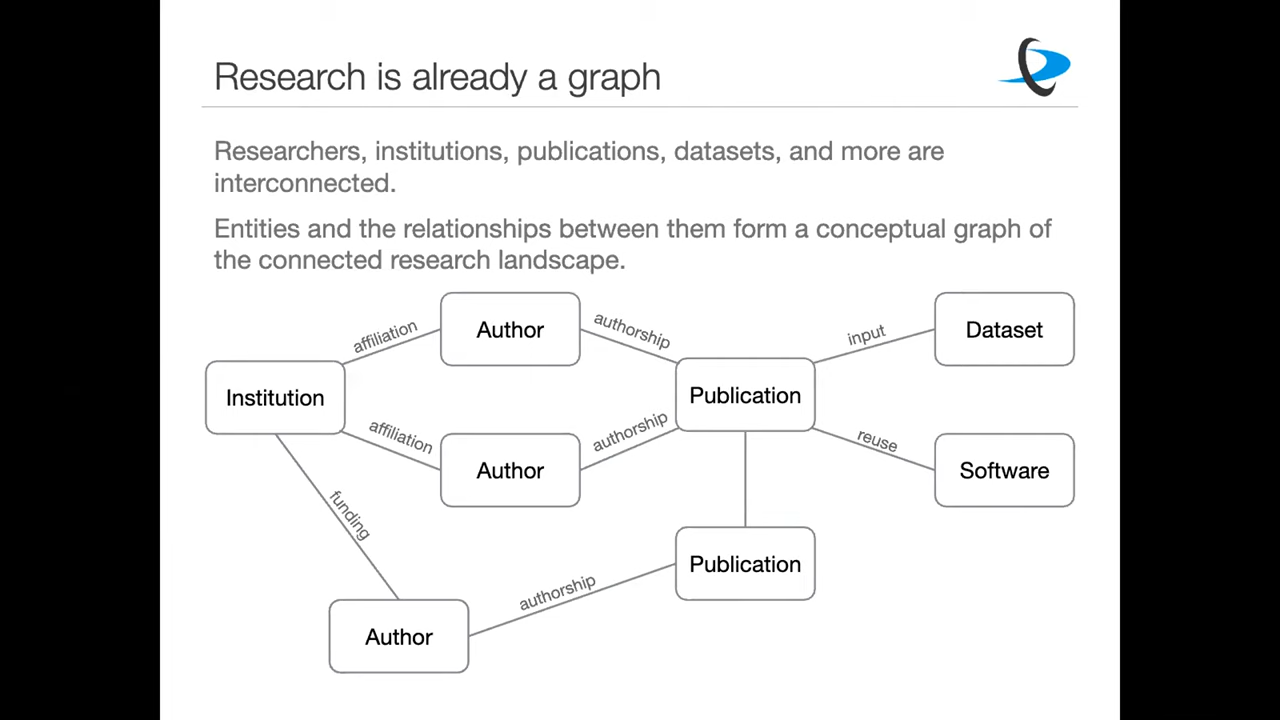 Research is already a graph
Researchers, institutions, publications, datasets, and more are
interconnected.
Entities and the relationships between them form a conceptual graph of
the connected research landscape.
affiliation
Author
authorship
input
Dataset
Institution
Publication
affiliation
Author
authorship
reuse
Software
funding
Publication
authorship
Author